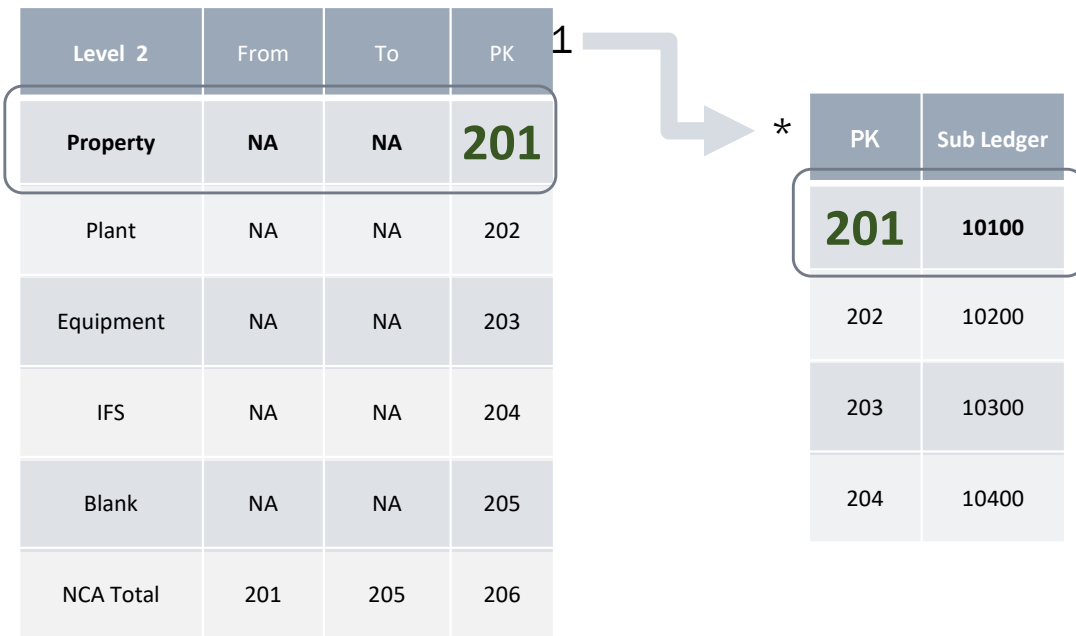 Level 2 From To PK
Property NA NA 201
Plant NA NA 202
Equipment NA NA 203
IFS NA NA 204
Blank NA NA 205
NCA Total 201 205 206
1
*
PK Sub Ledger
201 10100
202 10200
203 10300
204 10400